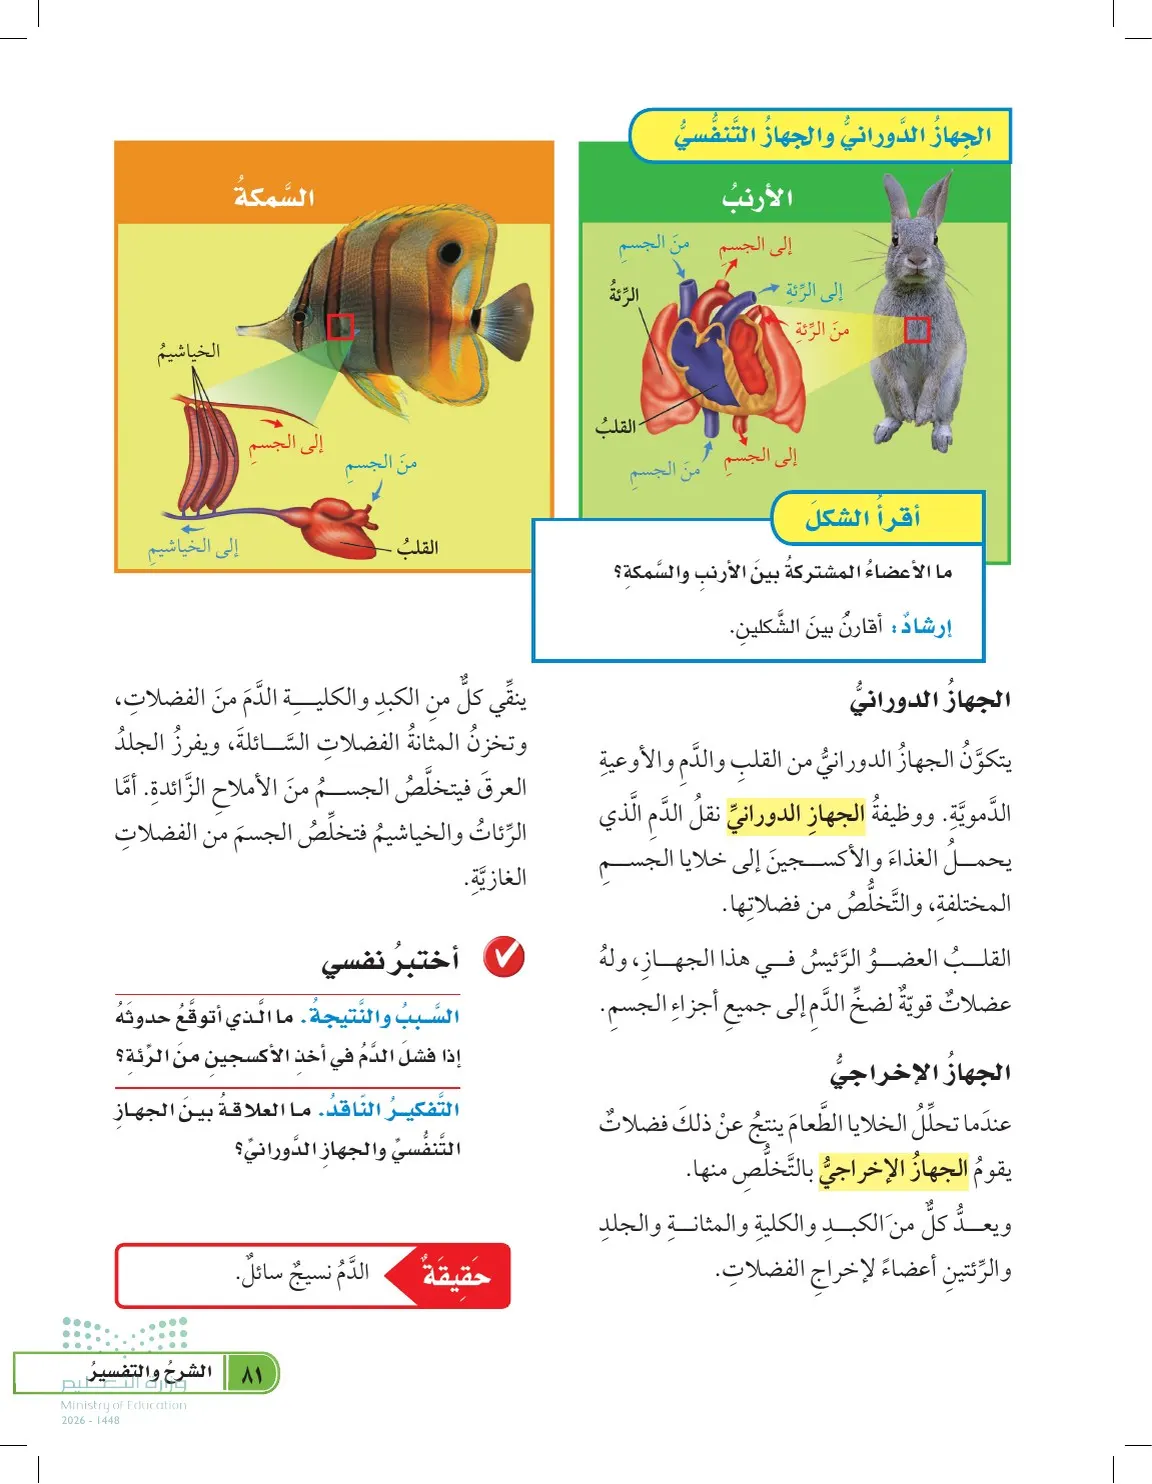 الجِهازُ الدَّورانيُّ والجهازُ التَّنفُّسيُّ
الأرنبُ
منَ الجسمِ
إلى الجسمِ
إلى الرِّئةِ
منَ الرِّئةِ
الرِّئةُ
القلبُ
منَ الجسمِ
إلى الجسمِ
السَّمكةُ
الخياشيمُ
إلى الجسمِ
منَ الجسمِ
القلبُ
إلى الخياشيمِ
أقرأُ الشكلَ
ما الأعضاءُ المشتركةُ بينَ الأرنبِ والسَّمكةِ؟
إرشادٌ: أقارنُ بينَ الشَّكلينِ.
الجهازُ الدورانيُّ
يتكوَّنُ الجهازُ الدورانيُّ من القلبِ والدَّمِ والأوعيةِ
الدَّمويَّةِ. ووظيفةُ الجهازِ الدورانيِّ نقلُ الدَّمِ الَّذي
يحملُ الغذاءَ والأكسجينَ إلى خلايا الجسمِ
المختلفةِ، والتَّخلُّصُ من فضلاتِها.
القلبُ العضوُ الرَّئيسُ في هذا الجهازِ، ولهُ
عضلاتٌ قويّةٌ لضخِّ الدَّمِ إلى جميعِ أجزاءِ الجسمِ.
الجهازُ الإخراجيُّ
عندَما تحلِّلُ الخلايا الطَّعامَ ينتجُ عنْ ذلكَ فضلاتٌ
يقومُ الجهازُ الإخراجيُّ بالتَّخلُّصِ منها.
ويعدُّ كلٌّ منَ الكبدِ والكليةِ والمثانةِ والجلدِ
والرِّئتينِ أعضاءً لإخراجِ الفضلاتِ.
ينقِّي كلٌّ منِ الكبدِ والكليةِ الدَّمَ منَ الفضلاتِ،
وتخزنُ المثانةُ الفضلاتِ السَّائلةَ، ويفرزُ الجلدُ
العرقَ فيتخلَّصُ الجسمُ منَ الأملاحِ الزَّائدةِ. أمَّا
الرِّئاتُ والخياشيمُ فتخلِّصُ الجسمَ من الفضلاتِ
الغازيَّةِ.
أختبرُ نفسي
السَّببُ والنَّتيجةُ. ما الَّذي أتوقَّعُ حدوثَهُ
إذا فشلَ الدَّمُ في أخذِ الأكسجينِ منَ الرِّئةِ؟
التَّفكيرُ النّاقدُ. ما العلاقةُ بينَ الجهازِ
التَّنفُّسيِّ والجهازِ الدَّورانيِّ؟
حَقِيقَةٌ
الدَّمُ نسيجٌ سائلٌ.
الشرحُ والتفسيرُ ٨١
وزارة التعليم
Ministry of Education
2026 - 1448